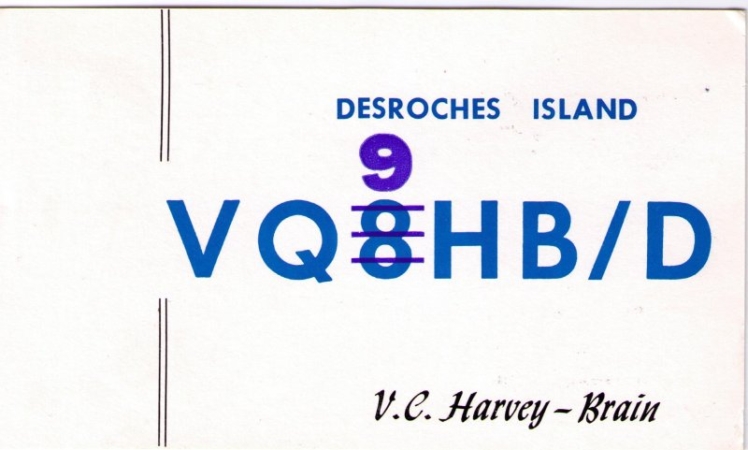 DESROCHES ISLAND
9
VQ8HB/D
V.C. Harvey-Brain